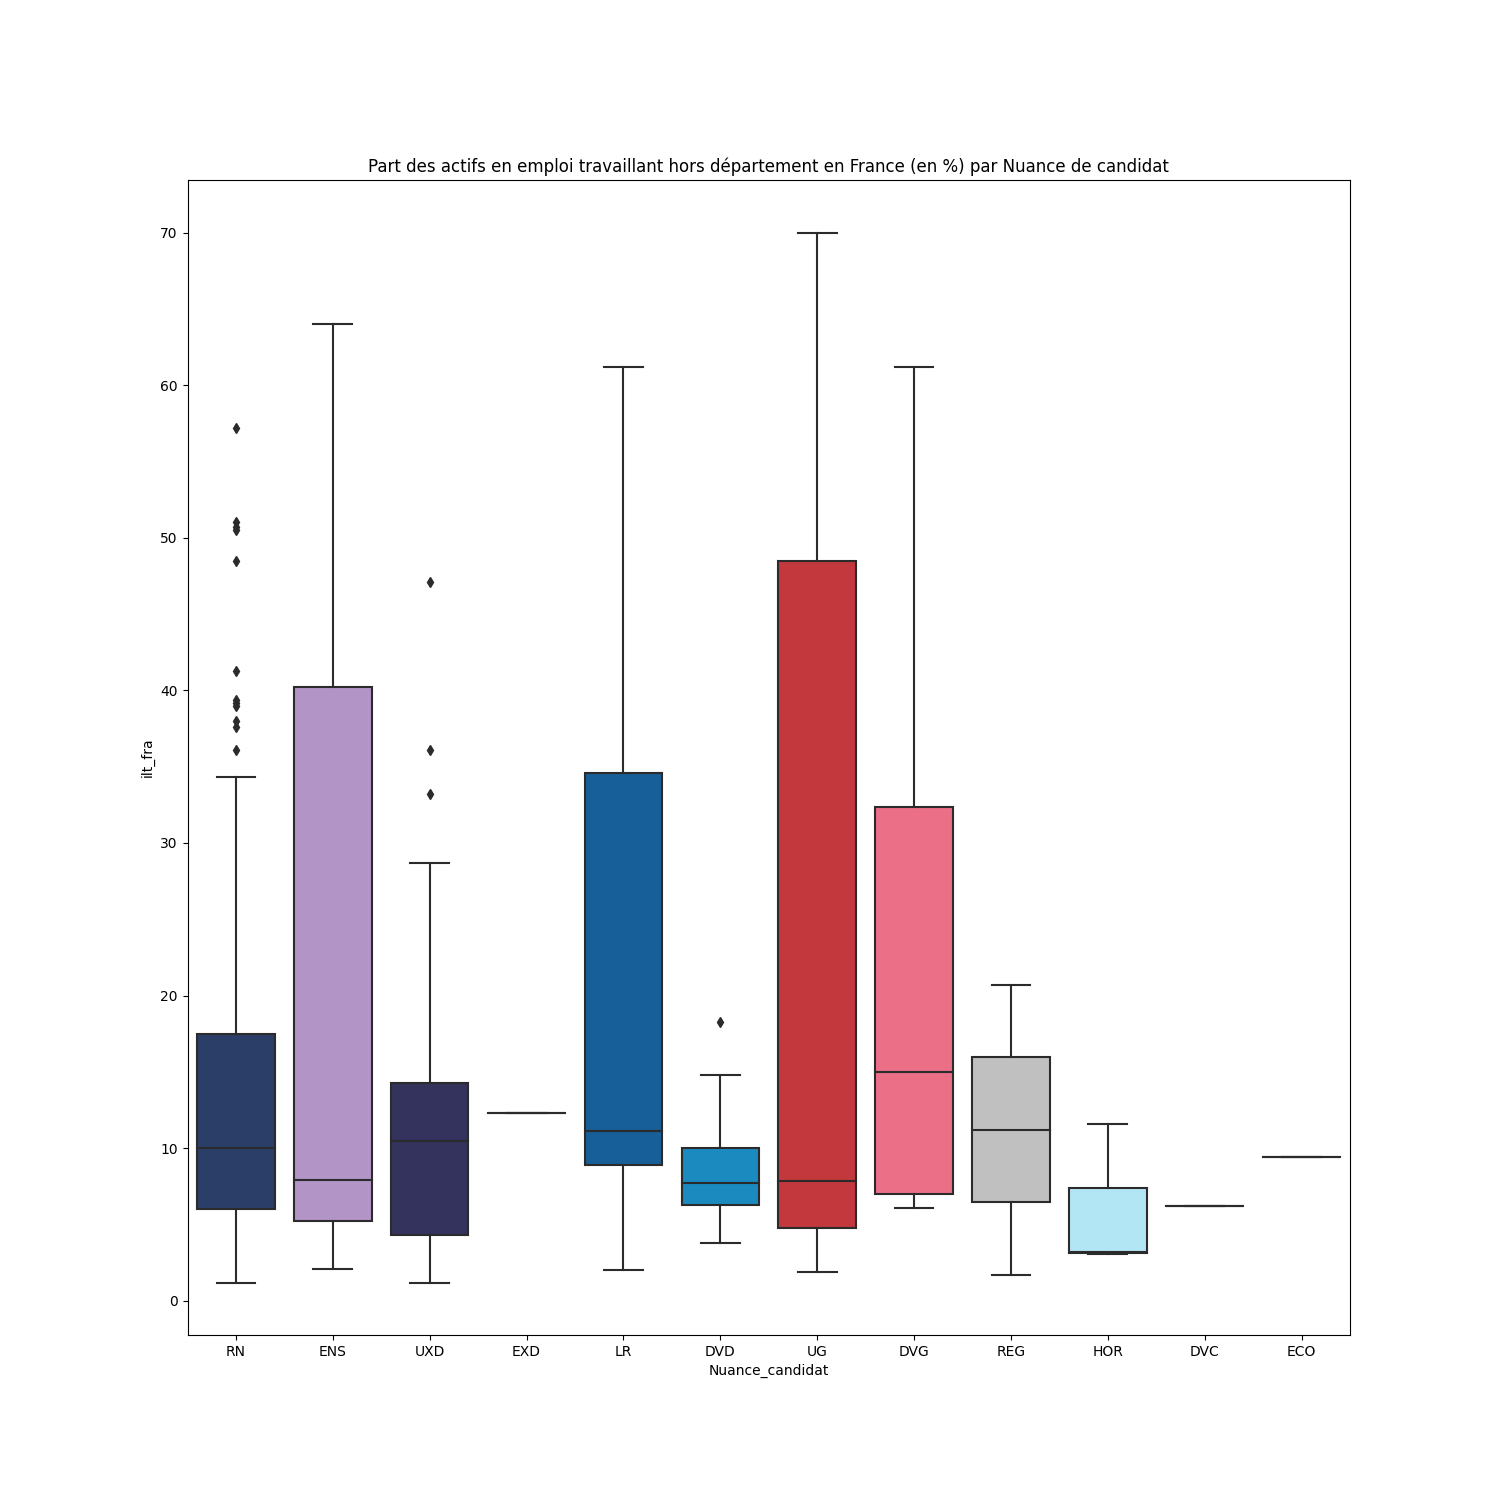 Part des actifs en emploi travaillant hors département en France (en %) par Nuance de candidat
70
60
50
40
30
20
10
0
ilt_fra
RN ENS UXD EXD LR DVD UG DVG REG HOR DVC ECO
Nuance_candidat